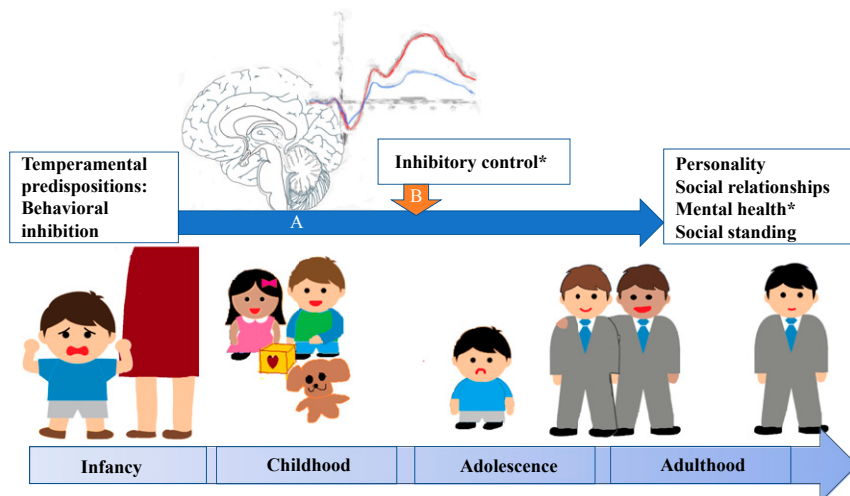 Temperamental
predispositions:
Behavioral
inhibition
Inhibitory control*
B
A
Personality
Social relationships
Mental health*
Social standing
Infancy
Childhood
Adolescence
Adulthood